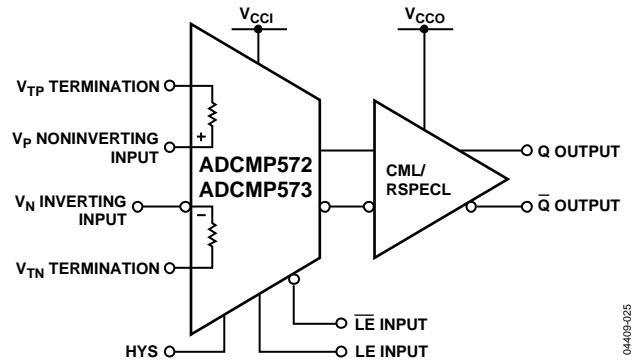 VCCI
VCCO
VTP TERMINATION
VP NONINVERTING
INPUT
+
ADCMP572
ADCMP573
CML/
RSPECL
Q OUTPUT
VN INVERTING
INPUT
–
Q̅ OUTPUT
VTN TERMINATION
L̅E̅ INPUT
HYS
LE INPUT
04409-025